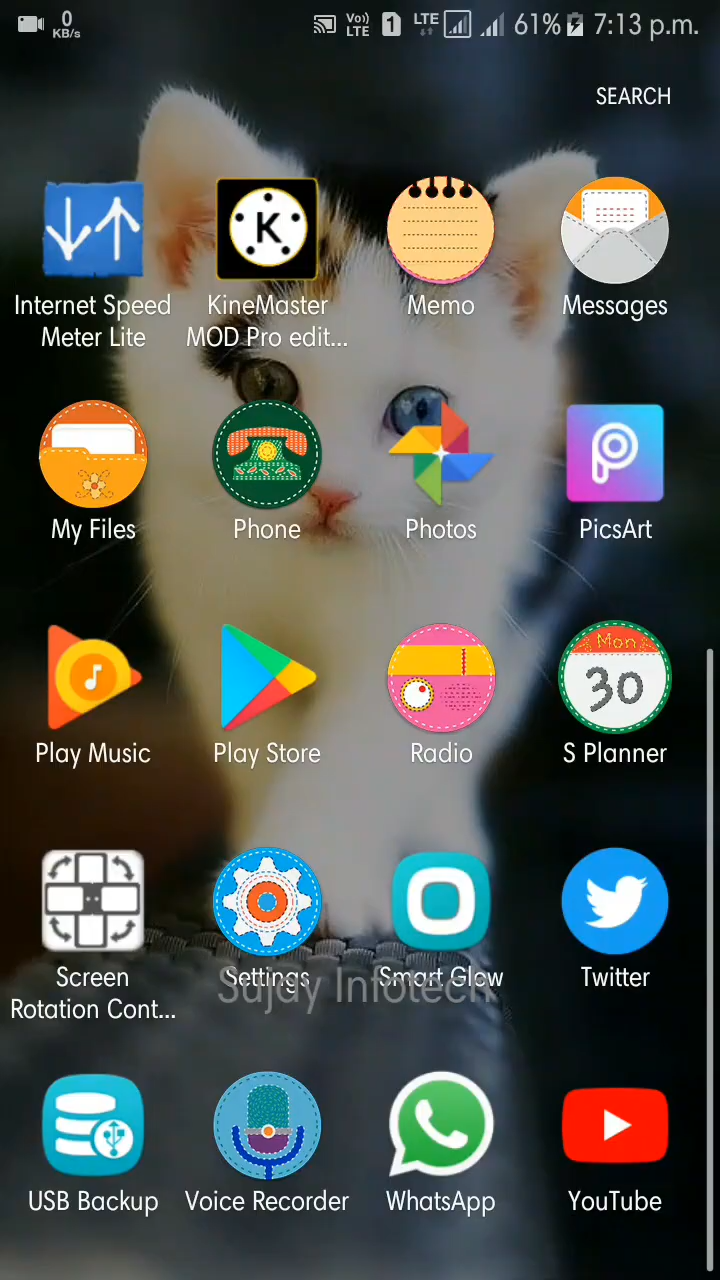 0
KB/s
Vo))
LTE
1
LTE
61%
7:13 p.m.
SEARCH
Internet Speed
Meter Lite
K
KineMaster
MOD Pro edit...
Memo
Messages
My Files
Phone
Photos
PicsArt
Play Music
Play Store
Radio
Mon
30
S Planner
Screen
Rotation Cont...
Settings
Smart Glow
Twitter
Sujay Infotech
USB Backup
Voice Recorder
WhatsApp
YouTube